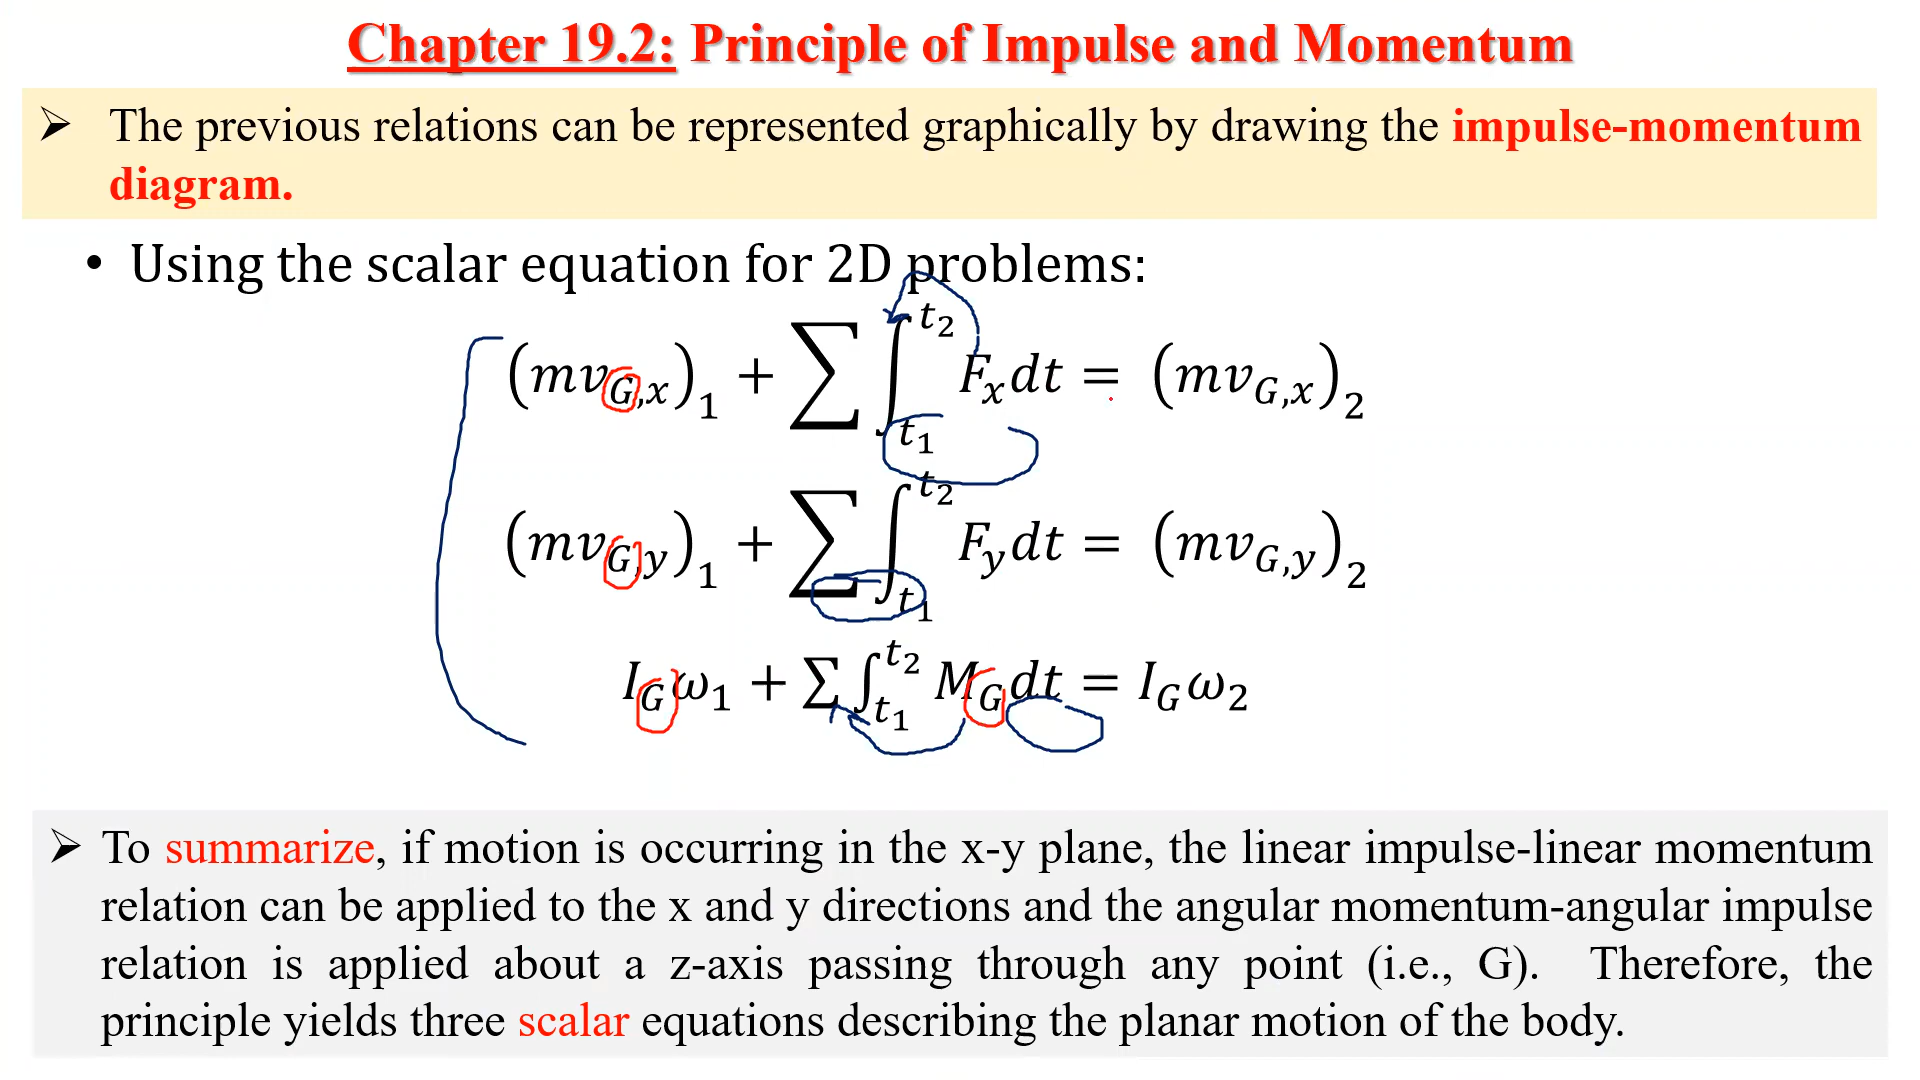 Chapter 19.2: Principle of Impulse and Momentum
➢ The previous relations can be represented graphically by drawing the impulse-momentum
diagram.
• Using the scalar equation for 2D problems:
(mv_{G,x})_1 + ∑ ∫_{t_1}^{t_2} F_x dt = (mv_{G,x})_2
(mv_{G,y})_1 + ∑ ∫_{t_1}^{t_2} F_y dt = (mv_{G,y})_2
I_G ω_1 + ∑ ∫_{t_1}^{t_2} M_G dt = I_G ω_2
➢ To summarize, if motion is occurring in the x-y plane, the linear impulse-linear momentum
relation can be applied to the x and y directions and the angular momentum-angular impulse
relation is applied about a z-axis passing through any point (i.e., G). Therefore, the
principle yields three scalar equations describing the planar motion of the body.